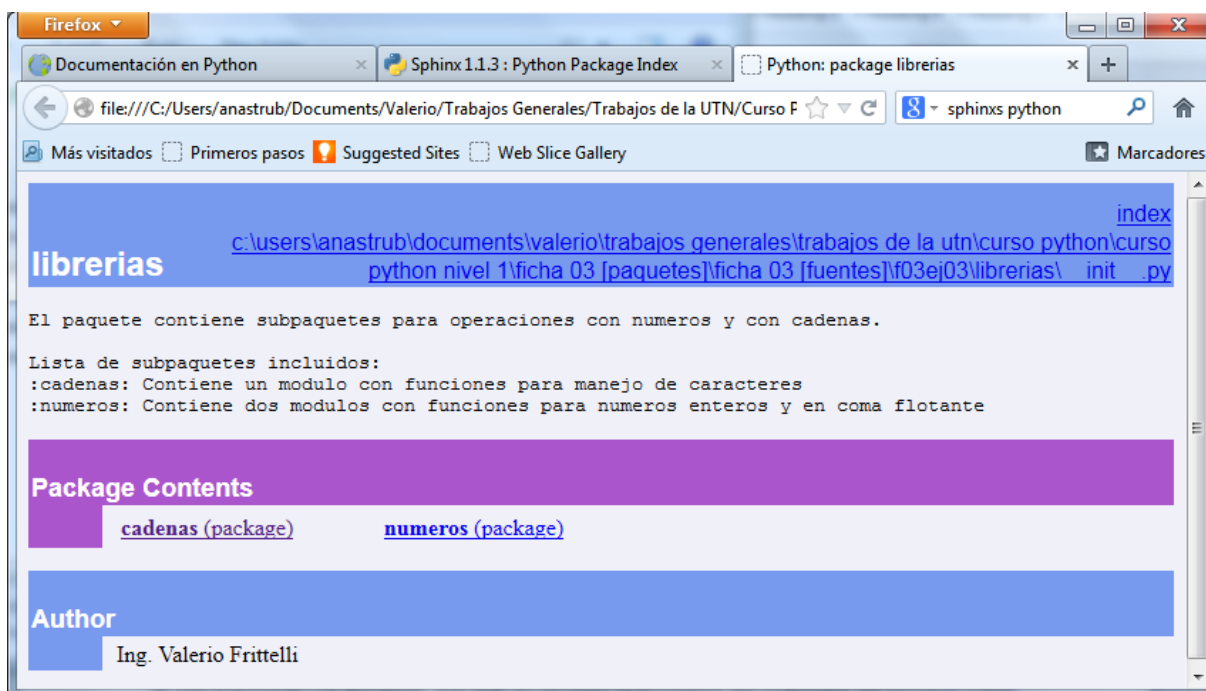 Firefox
Documentación en Python
Sphinx 1.1.3 : Python Package Index
Python: package librerias
file:///C:/Users/anastrub/Documents/Valerio/Trabajos Generales/Trabajos de la UTN/Curso P
sphinxs python
Más visitados
Primeros pasos
Suggested Sites
Web Slice Gallery
Marcadores
librerias
index
c:\users\anastrub\documents\valerio\trabajos generales\trabajos de la utn\curso python\curso
python nivel 1\ficha 03 [paquetes]\ficha 03 [fuentes]\f03ej03\librerias\__init__.py
El paquete contiene subpaquetes para operaciones con numeros y con cadenas.
Lista de subpaquetes incluidos:
:cadenas: Contiene un modulo con funciones para manejo de caracteres
:numeros: Contiene dos modulos con funciones para numeros enteros y en coma flotante
Package Contents
cadenas (package)
numeros (package)
Author
Ing. Valerio Frittelli